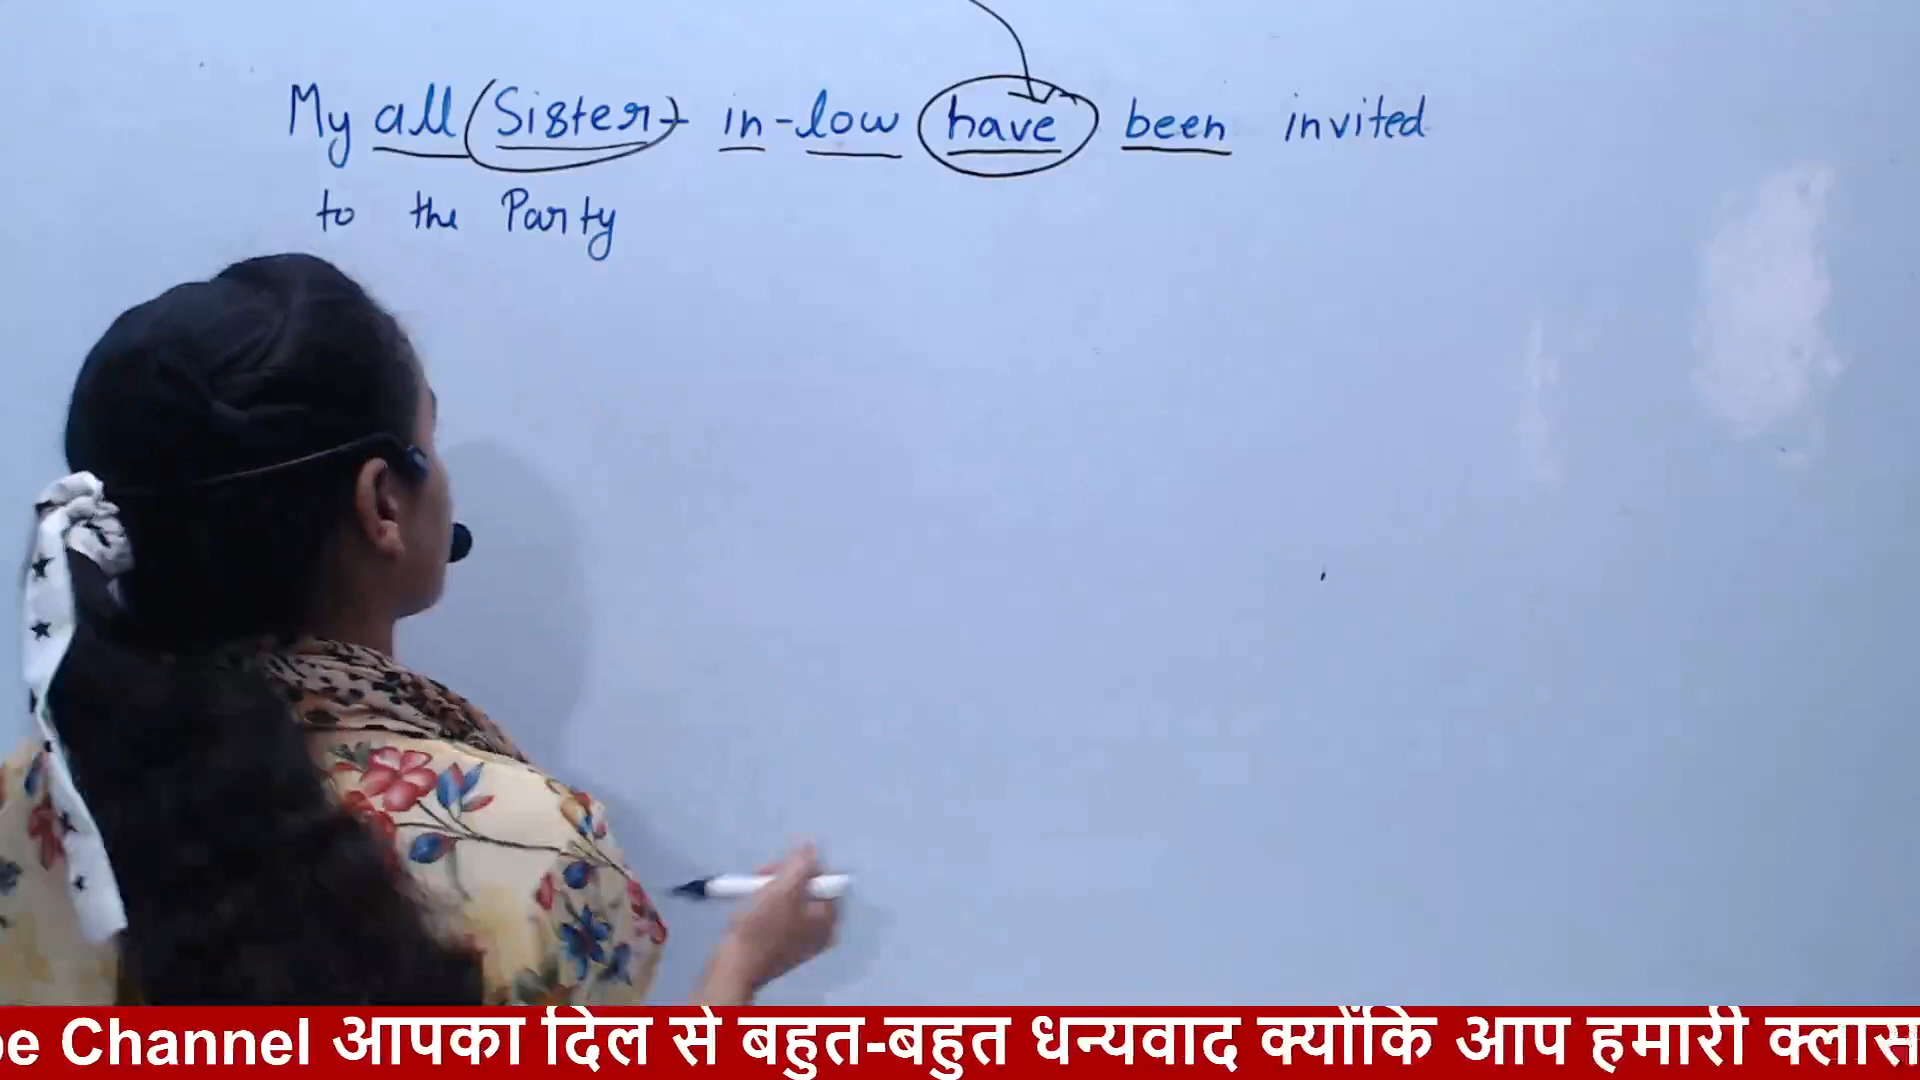 My all Sister- in-low have been invited
to the Party
be Channel आपका दिल से बहुत-बहुत धन्यवाद क्योंकि आप हमारी क्लास